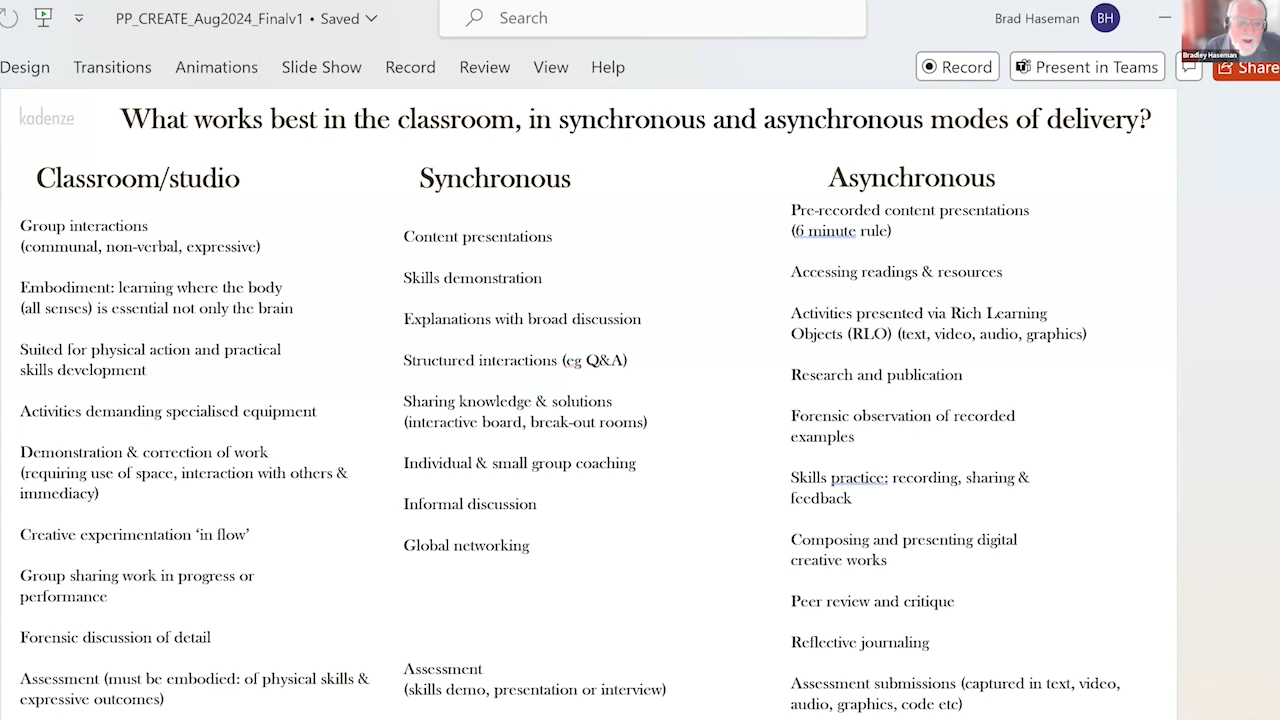 PP_CREATE_Aug2024_Finalv1 • Saved
Search
Brad Haseman
BH
Bradley Haseman
Design
Transitions
Animations
Slide Show
Record
Review
View
Help
Record
Present in Teams
Share
kadenze
What works best in the classroom, in synchronous and asynchronous modes of delivery?
Classroom/studio
Group interactions
(communal, non-verbal, expressive)
Embodiment: learning where the body
(all senses) is essential not only the brain
Suited for physical action and practical
skills development
Activities demanding specialised equipment
Demonstration & correction of work
(requiring use of space, interaction with others &
immediacy)
Creative experimentation ‘in flow’
Group sharing work in progress or
performance
Forensic discussion of detail
Assessment (must be embodied: of physical skills &
expressive outcomes)
Synchronous
Content presentations
Skills demonstration
Explanations with broad discussion
Structured interactions (eg Q&A)
Sharing knowledge & solutions
(interactive board, break-out rooms)
Individual & small group coaching
Informal discussion
Global networking
Assessment
(skills demo, presentation or interview)
Asynchronous
Pre-recorded content presentations
(6 minute rule)
Accessing readings & resources
Activities presented via Rich Learning
Objects (RLO) (text, video, audio, graphics)
Research and publication
Forensic observation of recorded
examples
Skills practice: recording, sharing &
feedback
Composing and presenting digital
creative works
Peer review and critique
Reflective journaling
Assessment submissions (captured in text, video,
audio, graphics, code etc)